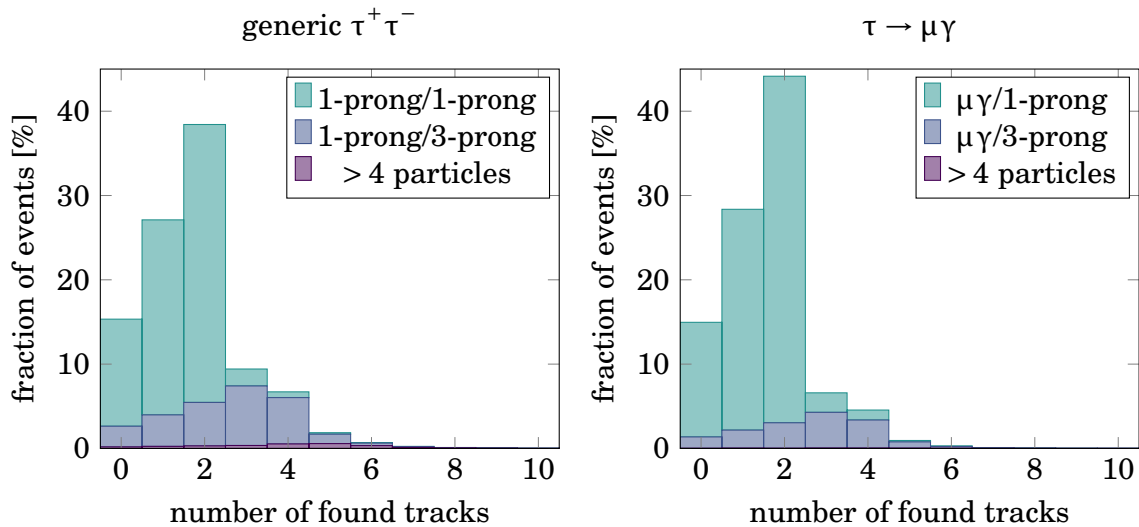 generic τ⁺τ⁻
fraction of events [%]
40
30
20
10
0
1-prong/1-prong
1-prong/3-prong
> 4 particles
0 2 4 6 8 10
number of found tracks
τ → μγ
fraction of events [%]
40
30
20
10
0
μγ/1-prong
μγ/3-prong
> 4 particles
0 2 4 6 8 10
number of found tracks